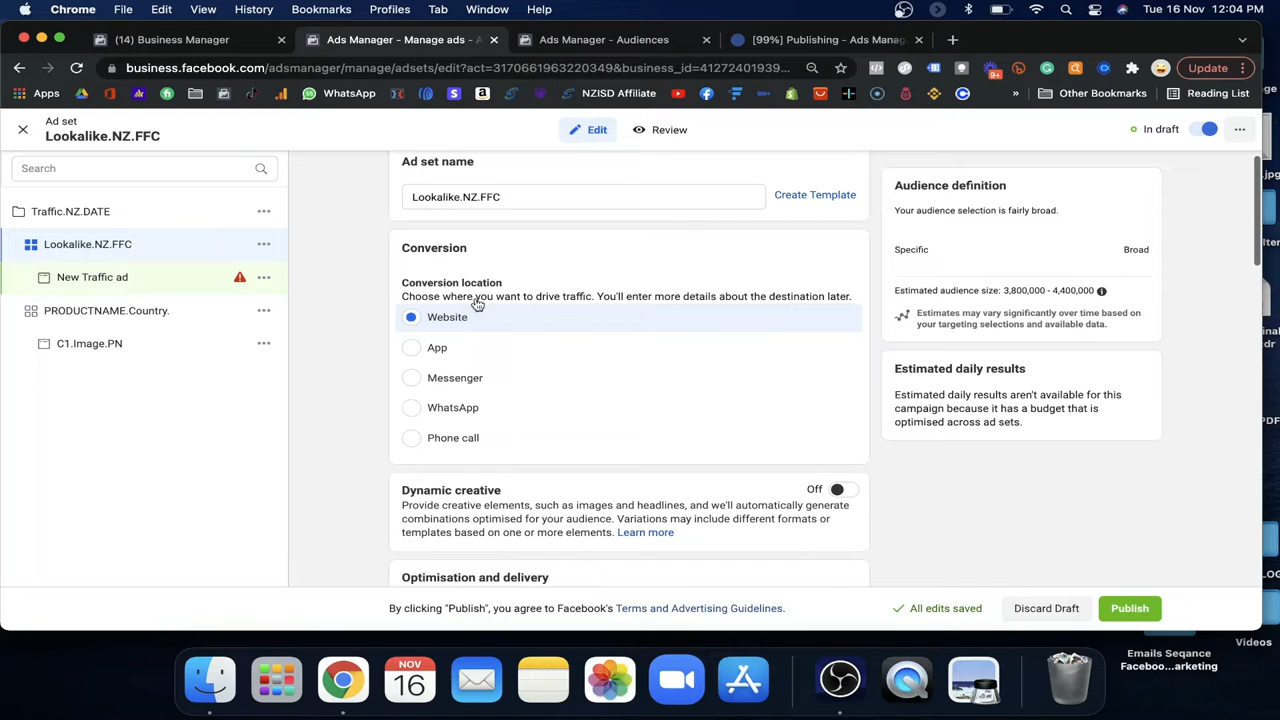 Chrome File Edit View History Bookmarks Profiles Tab Window Help Tue 16 Nov 12:04 PM
(14) Business Manager
Ads Manager - Manage ads -
Ads Manager - Audiences
[99%] Publishing - Ads Mana
business.facebook.com/adsmanager/manage/adsets/edit?act=3170661963220349&business_id=41272401939...
9+
Update
Apps
WhatsApp
NZISD Affiliate
»
Other Bookmarks
Reading List
Ad set
Lookalike.NZ.FFC
Edit
Review
In draft
Search
Traffic.NZ.DATE
Lookalike.NZ.FFC
New Traffic ad
PRODUCTNAME.Country.
C1.Image.PN
Ad set name
Lookalike.NZ.FFC
Create Template
Conversion
Conversion location
Choose where you want to drive traffic. You'll enter more details about the destination later.
Website
App
Messenger
WhatsApp
Phone call
Dynamic creative
Off
Provide creative elements, such as images and headlines, and we'll automatically generate
combinations optimised for your audience. Variations may include different formats or
templates based on one or more elements. Learn more
Optimisation and delivery
Audience definition
Your audience selection is fairly broad.
Specific
Broad
Estimated audience size: 3,800,000 - 4,400,000
Estimates may vary significantly over time based on
your targeting selections and available data.
Estimated daily results
Estimated daily results aren't available for this
campaign because it has a budget that is
optimised across ad sets.
By clicking "Publish", you agree to Facebook's Terms and Advertising Guidelines.
All edits saved
Discard Draft
Publish
.jpg
PDF
Videos
Emails Seqance
Faceboo...arketing
NOV
16